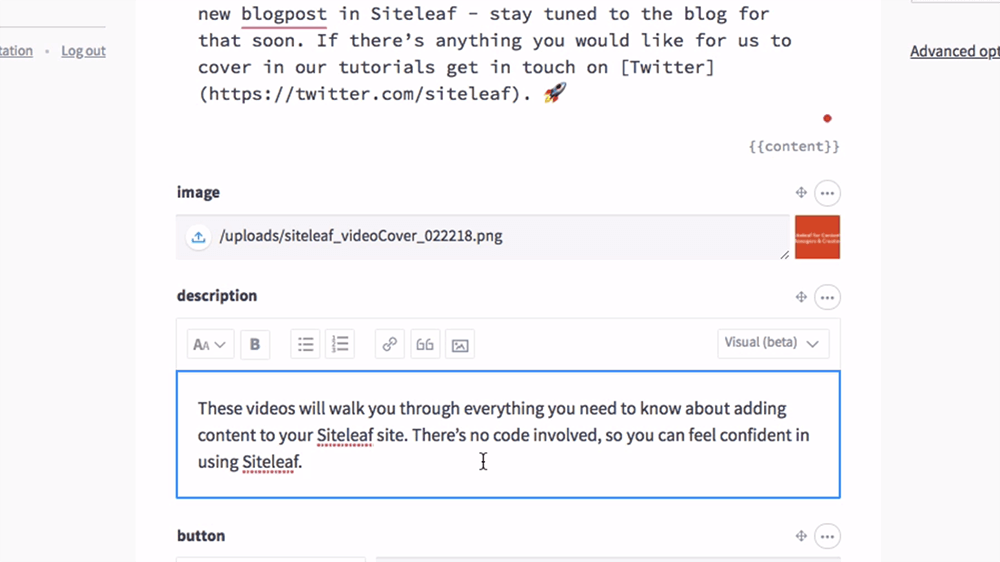 new blogpost in Siteleaf – stay tuned to the blog for
that soon. If there’s anything you would like for us to
cover in our tutorials get in touch on [Twitter]
(https://twitter.com/siteleaf). 🚀
tation • Log out
Advanced opt
{{content}}
image
/uploads/siteleaf_videoCover_022218.png
description
AA
B
Visual (beta)
These videos will walk you through everything you need to know about adding
content to your Siteleaf site. There’s no code involved, so you can feel confident in
using Siteleaf.
button